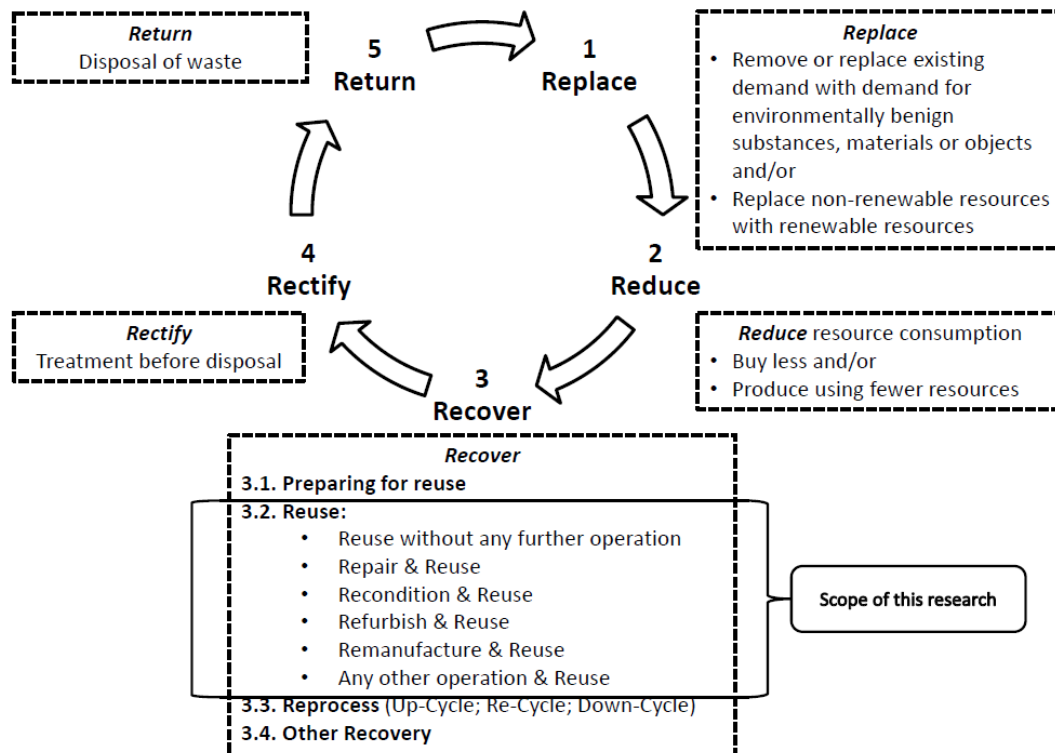 Return
Disposal of waste
5
Return
1
Replace
Replace
• Remove or replace existing
demand with demand for
environmentally benign
substances, materials or objects
and/or
• Replace non-renewable resources
with renewable resources
4
Rectify
2
Reduce
Rectify
Treatment before disposal
Reduce resource consumption
• Buy less and/or
• Produce using fewer resources
3
Recover
Recover
3.1. Preparing for reuse
3.2. Reuse:
• Reuse without any further operation
• Repair & Reuse
• Recondition & Reuse
• Refurbish & Reuse
• Remanufacture & Reuse
• Any other operation & Reuse
Scope of this research
3.3. Reprocess (Up-Cycle; Re-Cycle; Down-Cycle)
3.4. Other Recovery